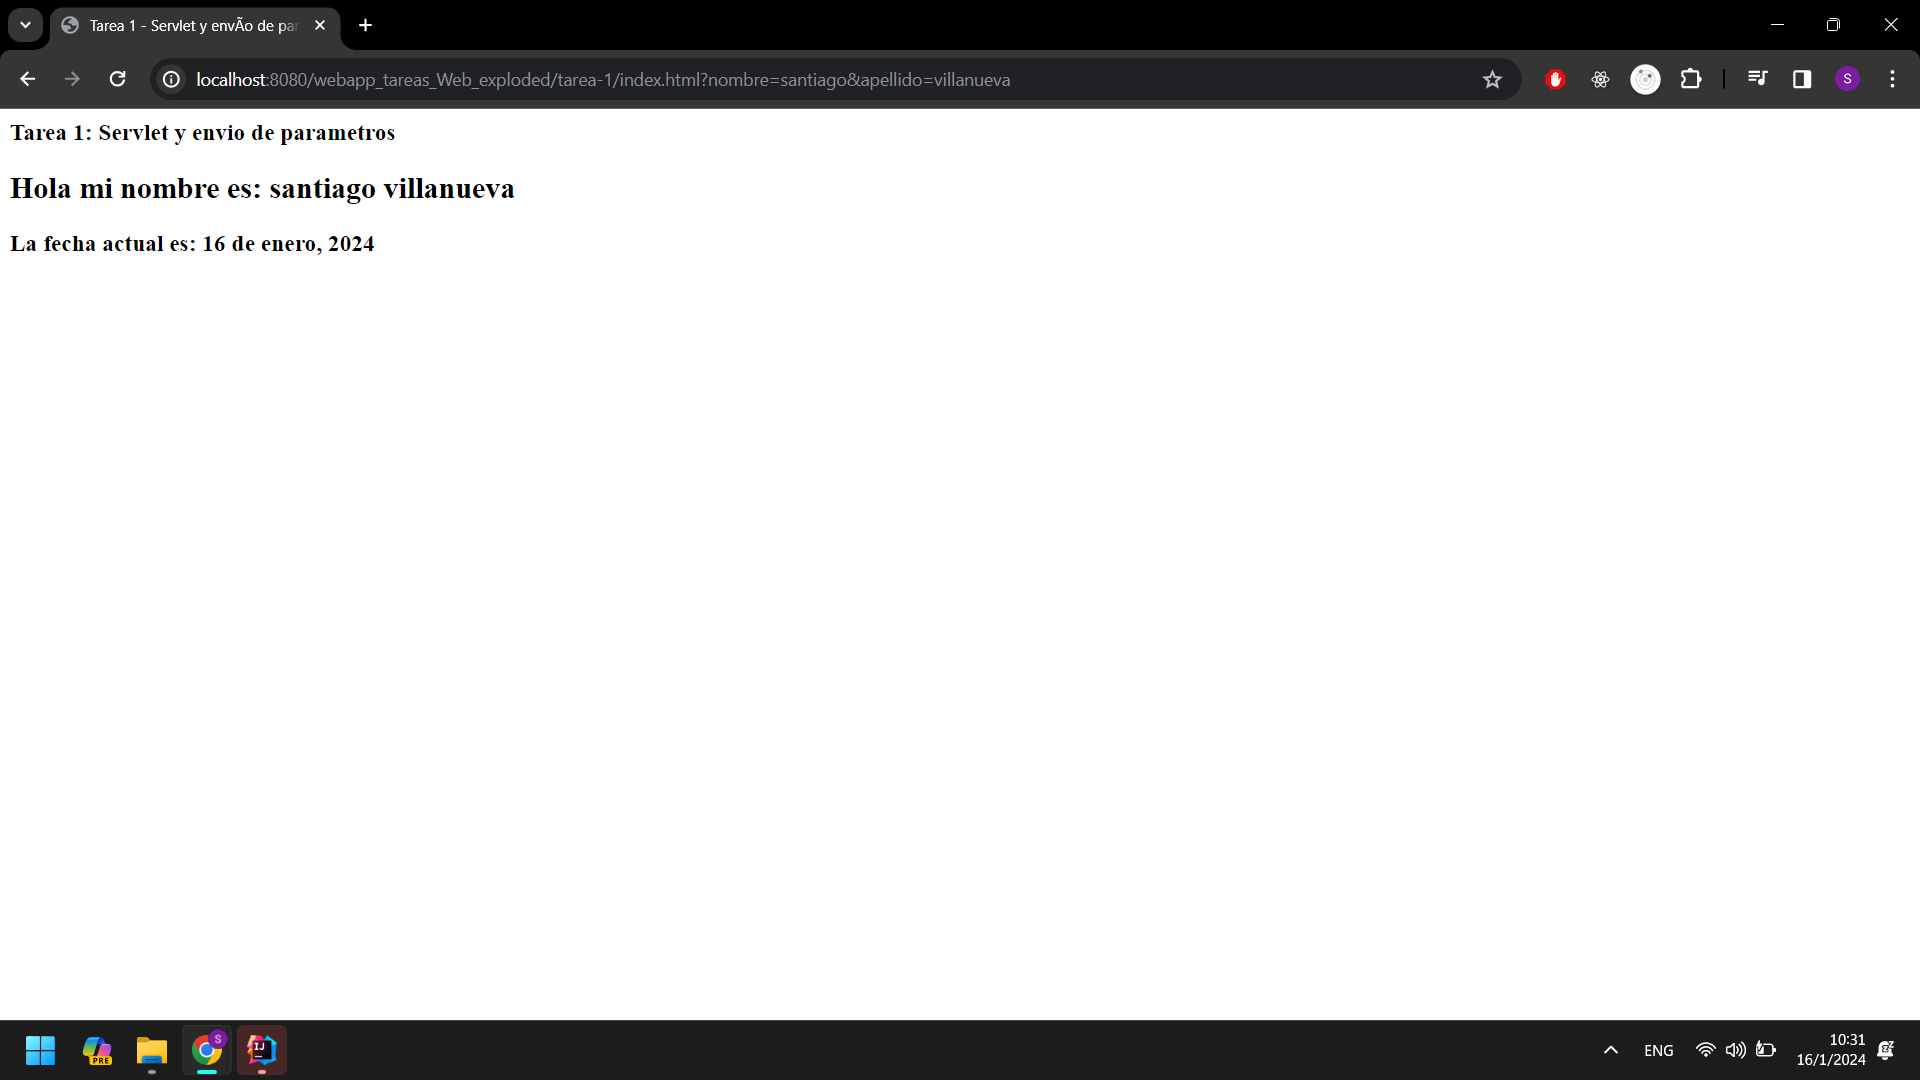 Tarea 1 - Servlet y envÃo de par
localhost:8080/webapp_tareas_Web_exploded/tarea-1/index.html?nombre=santiago&apellido=villanueva
S
Tarea 1: Servlet y envio de parametros
Hola mi nombre es: santiago villanueva
La fecha actual es: 16 de enero, 2024
PRE
S
IJ
ENG
10:31
16/1/2024